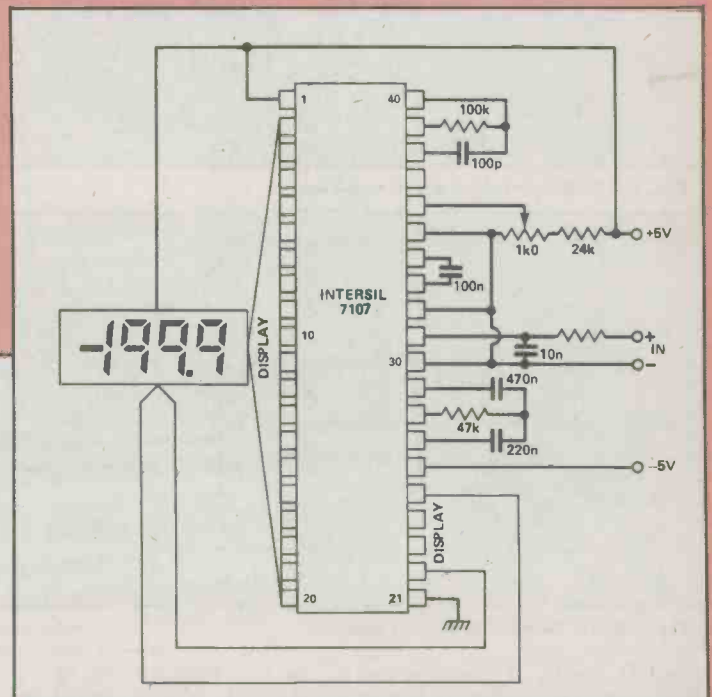 1
40
100k
100p
+5V
1k0
24k
100n
INTERSIL
7107
-199.9
DISPLAY
10
+
IN
10n
30
-
470n
47k
220n
-5V
DISPLAY
20
21